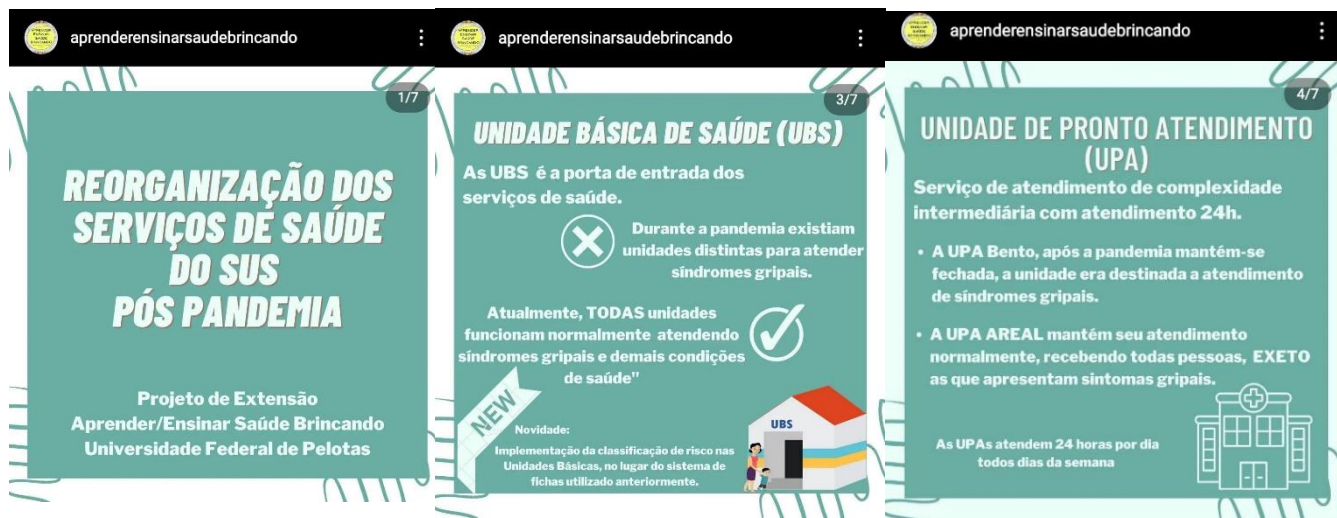 aprenderensinarsaudebrincando
1/7
REORGANIZAÇÃO DOS
SERVIÇOS DE SAÚDE
DO SUS
PÓS PANDEMIA
Projeto de Extensão
Aprender/Ensinar Saúde Brincando
Universidade Federal de Pelotas
aprenderensinarsaudebrincando
3/7
UNIDADE BÁSICA DE SAÚDE (UBS)
As UBS é a porta de entrada dos
serviços de saúde.
Durante a pandemia existiam
unidades distintas para atender
síndromes gripais.
Atualmente, TODAS unidades
funcionam normalmente atendendo
síndromes gripais e demais condições
de saúde"
NEW
Novidade:
Implementação da classificação de risco nas
Unidades Básicas, no lugar do sistema de
fichas utilizado anteriormente.
UBS
aprenderensinarsaudebrincando
4/7
UNIDADE DE PRONTO ATENDIMENTO
(UPA)
Serviço de atendimento de complexidade
intermediária com atendimento 24h.
• A UPA Bento, após a pandemia mantém-se
fechada, a unidade era destinada a atendimento
de síndromes gripais.
• A UPA AREAL mantém seu atendimento
normalmente, recebendo todas pessoas, EXETO
as que apresentam sintomas gripais.
As UPAs atendem 24 horas por dia
todos dias da semana